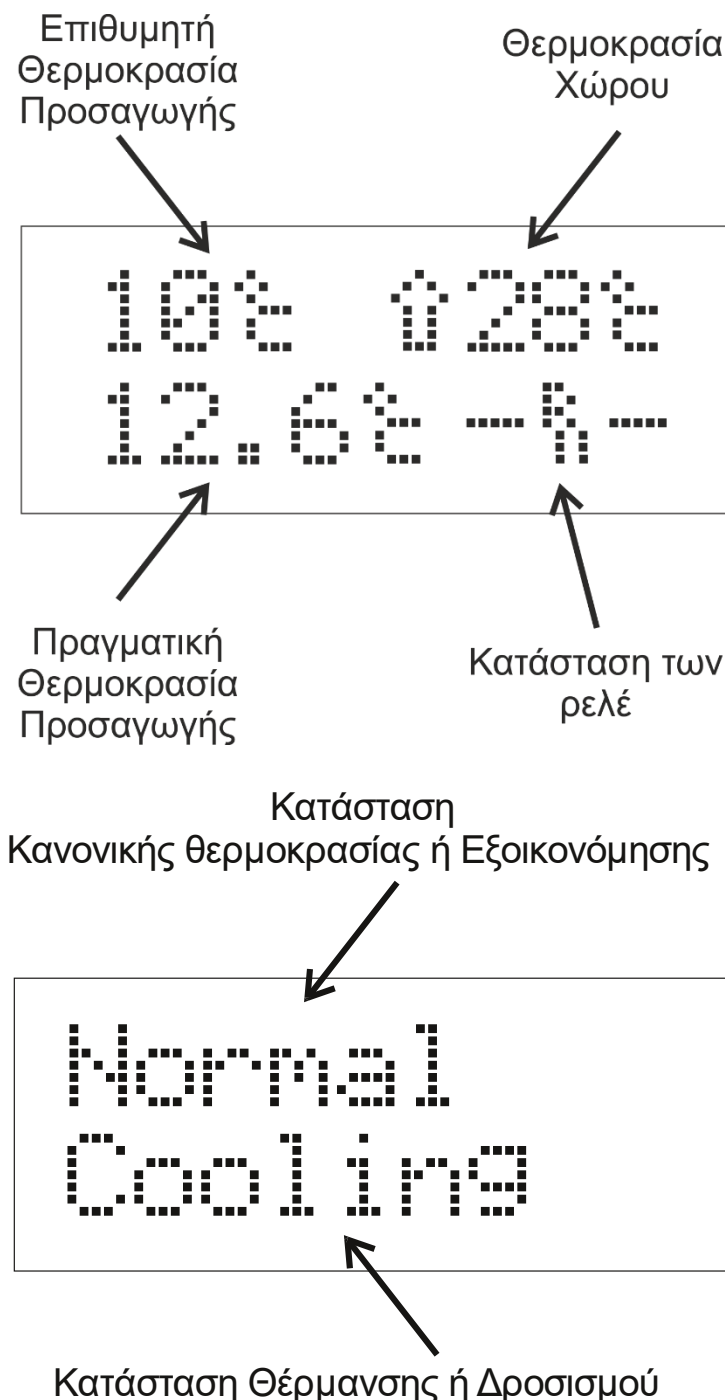 Επιθυμητή
Θερμοκρασία
Προσαγωγής
Θερμοκρασία
Χώρου
10℃ ⇧28℃
12.6℃ –ꟸ–
Πραγματική
Θερμοκρασία
Προσαγωγής
Κατάσταση των
ρελέ
Κατάσταση
Κανονικής θερμοκρασίας ή Εξοικονόμησης
Normal
Cooling
Κατάσταση Θέρμανσης ή Δροσισμού